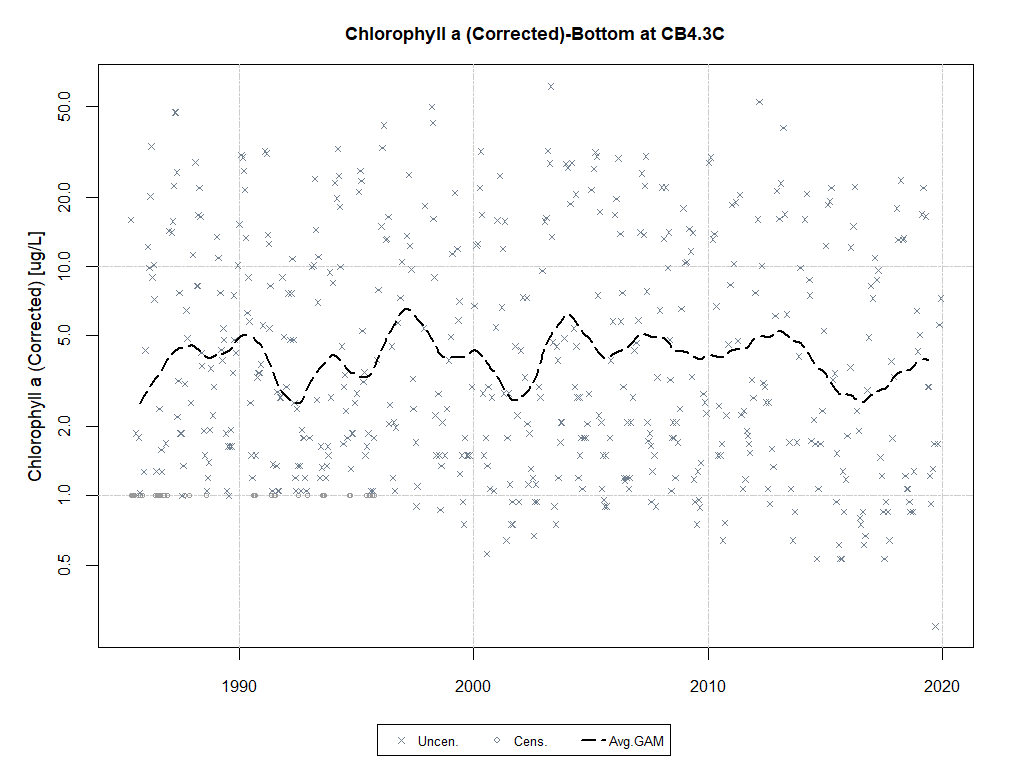 Chlorophyll a (Corrected)-Bottom at CB4.3C
Chlorophyll a (Corrected) [ug/L]
50.0
20.0
10.0
5.0
2.0
1.0
0.5
1990 2000 2010 2020
Uncen. Cens. Avg.GAM